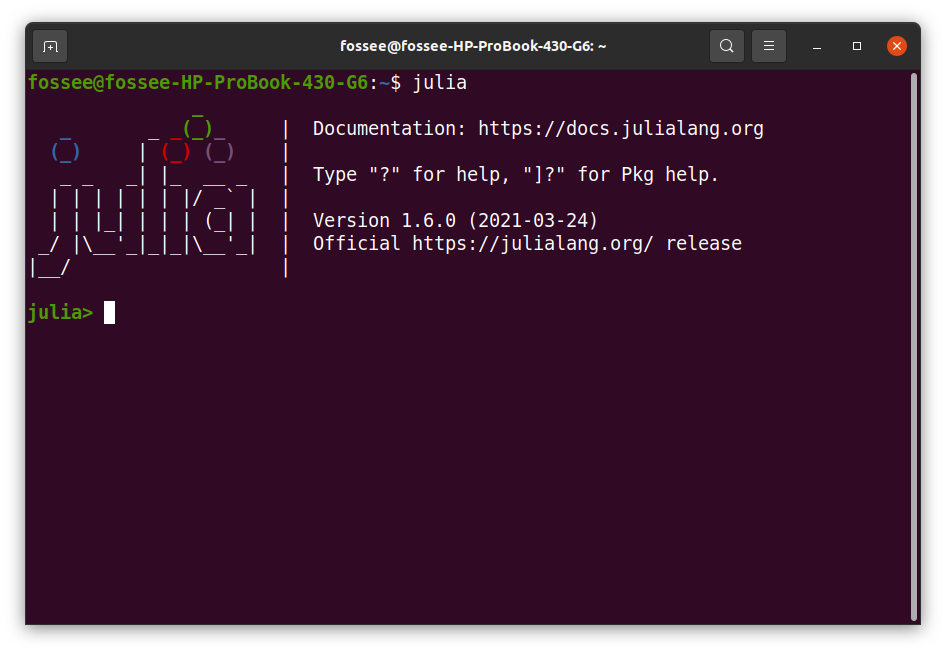 fossee@fossee-HP-ProBook-430-G6: ~
fossee@fossee-HP-ProBook-430-G6:~$ julia
               _
   _       _ _(_)_     |  Documentation: https://docs.julialang.org
  (_)     | (_) (_)    |
   _ _   _| |_  __ _   |  Type "?" for help, "]?" for Pkg help.
  | | | | | | |/ _` |  |
  | | |_| | | | (_| |  |  Version 1.6.0 (2021-03-24)
 _/ |\__'_|_|_|\__'_|  |  Official https://julialang.org/ release
|__/                   |
julia>